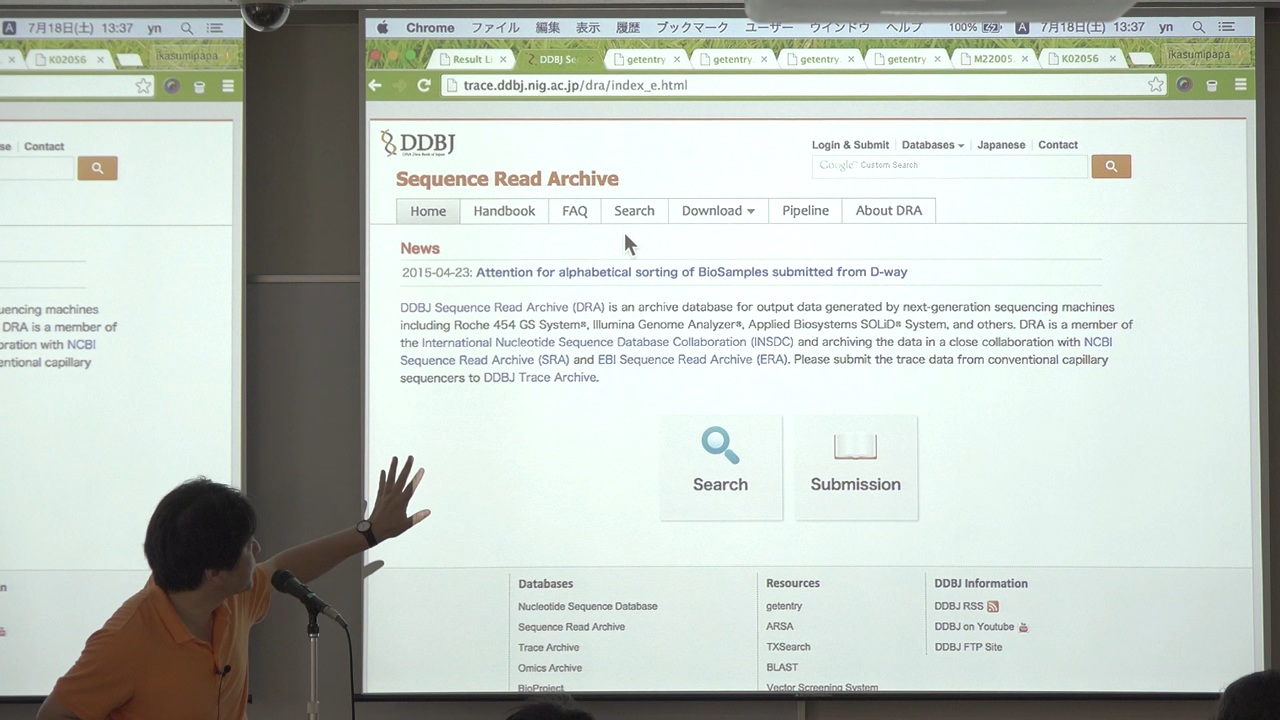 7月18日(土) 13:37 yn
K02056
ikasumipapa
se Contact
uencing machines
DRA is a member of
oration with NCBI
entional capillary
n
Chrome ファイル 編集 表示 履歴 ブックマーク ユーザー ウインドウ ヘルプ 100% A 7月18日(土) 13:37 yn
Result Li DDBJ Se getentry getentry getentry getentry M22005. K02056 ikasumipapa
trace.ddbj.nig.ac.jp/dra/index_e.html
DDBJ
DNA Data Bank of Japan
Login & Submit Databases Japanese Contact
Google™ Custom Search
Sequence Read Archive
Home Handbook FAQ Search Download Pipeline About DRA
News
2015-04-23: Attention for alphabetical sorting of BioSamples submitted from D-way
DDBJ Sequence Read Archive (DRA) is an archive database for output data generated by next-generation sequencing machines
including Roche 454 GS System®, Illumina Genome Analyzer®, Applied Biosystems SOLiD® System, and others. DRA is a member of
the International Nucleotide Sequence Database Collaboration (INSDC) and archiving the data in a close collaboration with NCBI
Sequence Read Archive (SRA) and EBI Sequence Read Archive (ERA). Please submit the trace data from conventional capillary
sequencers to DDBJ Trace Archive.
Search Submission
Databases Resources DDBJ Information
Nucleotide Sequence Database getentry DDBJ RSS
Sequence Read Archive ARSA DDBJ on Youtube
Trace Archive TXSearch DDBJ FTP Site
Omics Archive BLAST
BioProject Vector Screening System